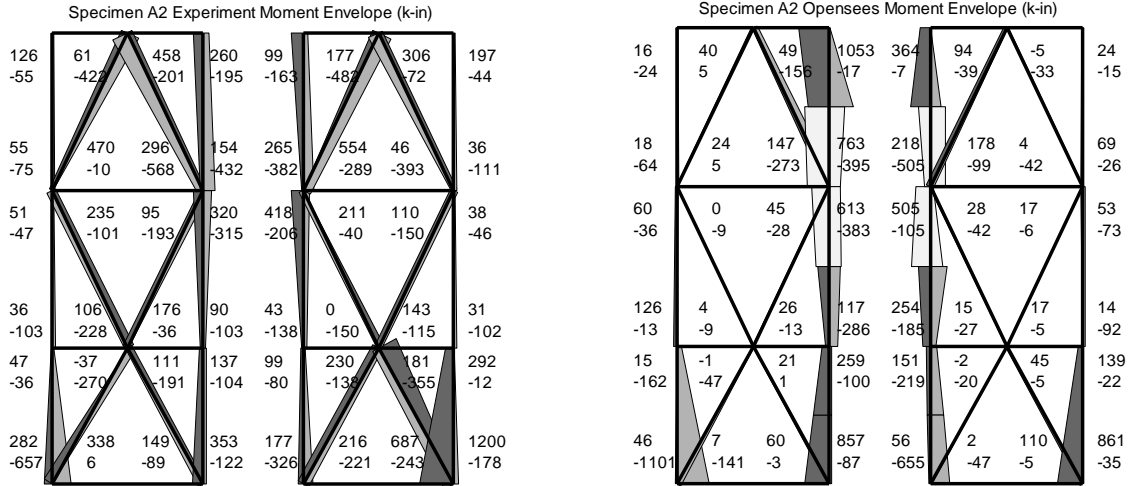 Specimen A2 Experiment Moment Envelope (k-in) Specimen A2 Opensees Moment Envelope (k-in)
126 61 458 260 99 177 306 197 16 40 49 1053 364 94 -5 24
-55 -422 -201 -195 -163 -482 -72 -44 -24 5 -156 -17 -7 -39 -33 -15
55 470 296 154 265 554 46 36 18 24 147 763 218 178 4 69
-75 -10 -568 -432 -382 -289 -393 -111 -64 5 -273 -395 -505 -99 -42 -26
51 235 95 320 418 211 110 38 60 0 45 613 505 28 17 53
-47 -101 -193 -315 -206 -40 -150 -46 -36 -9 -28 -383 -105 -42 -6 -73
36 106 176 90 43 0 143 31 126 4 26 117 254 15 17 14
-103 -228 -36 -103 -138 -150 -115 -102 -13 -9 -13 -286 -185 -27 -5 -92
47 -37 111 137 99 230 181 292 15 -1 21 259 151 -2 45 139
-36 -270 -191 -104 -80 -138 -355 -12 -162 -47 1 -100 -219 -20 -5 -22
282 338 149 353 177 216 687 1200 46 7 60 857 56 2 110 861
-657 6 -89 -122 -326 -221 -243 -178 -1101 -141 -3 -87 -655 -47 -5 -35